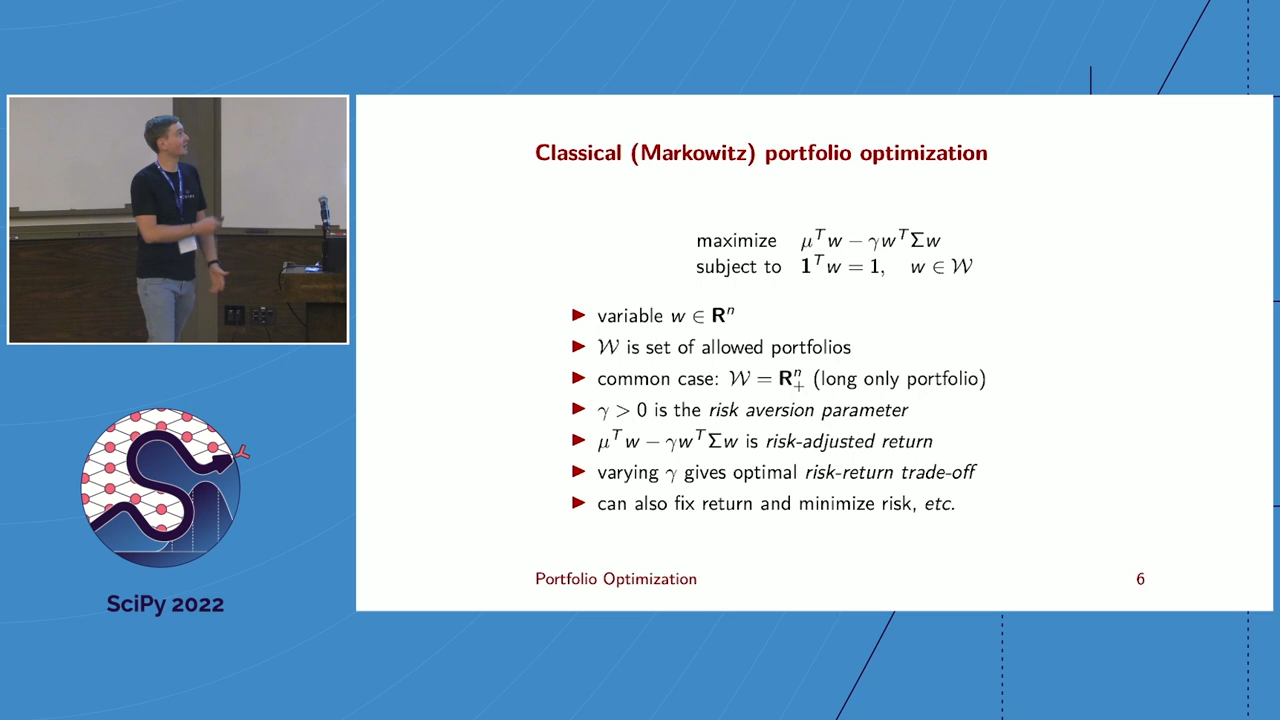 Classical (Markowitz) portfolio optimization
maximize μᵀw − γwᵀΣw
subject to 𝟏ᵀw = 1, w ∈ 𝒲
▶ variable w ∈ 𝐑ⁿ
▶ 𝒲 is set of allowed portfolios
▶ common case: 𝒲 = 𝐑ⁿ₊ (long only portfolio)
▶ γ > 0 is the risk aversion parameter
▶ μᵀw − γwᵀΣw is risk-adjusted return
▶ varying γ gives optimal risk-return trade-off
▶ can also fix return and minimize risk, etc.
Portfolio Optimization 6
SciPy 2022